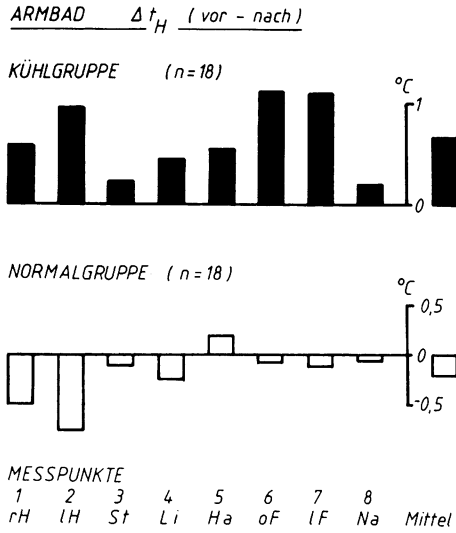 ARMBAD Δ t_H (vor – nach)
KÜHLGRUPPE (n=18)
°C
1
0
NORMALGRUPPE (n=18)
°C
0,5
0
-0,5
MESSPUNKTE
1 2 3 4 5 6 7 8
rH lH St Li Ha oF lF Na Mittel